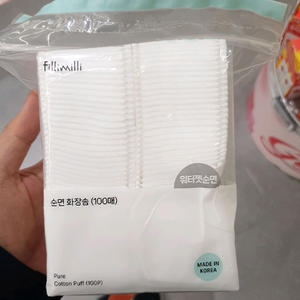 fillimilli
워터젯순면
순면 화장솜 (100매)
Pure
Cotton Puff (100P)
MADE IN
KOREA